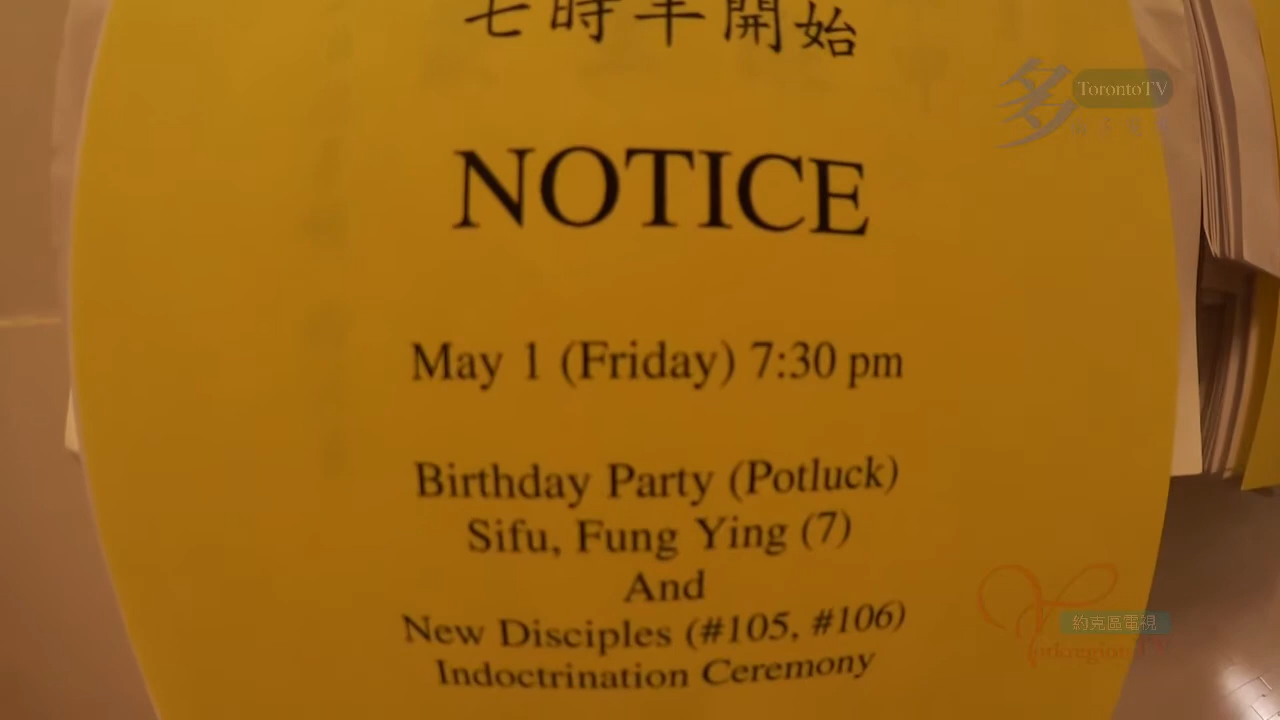 七時半開始
TorontoTV
NOTICE
May 1 (Friday) 7:30 pm
Birthday Party (Potluck)
Sifu, Fung Ying (7)
And
New Disciples (#105, #106)
Indoctrination Ceremony
約克區電視
YorkregionTV